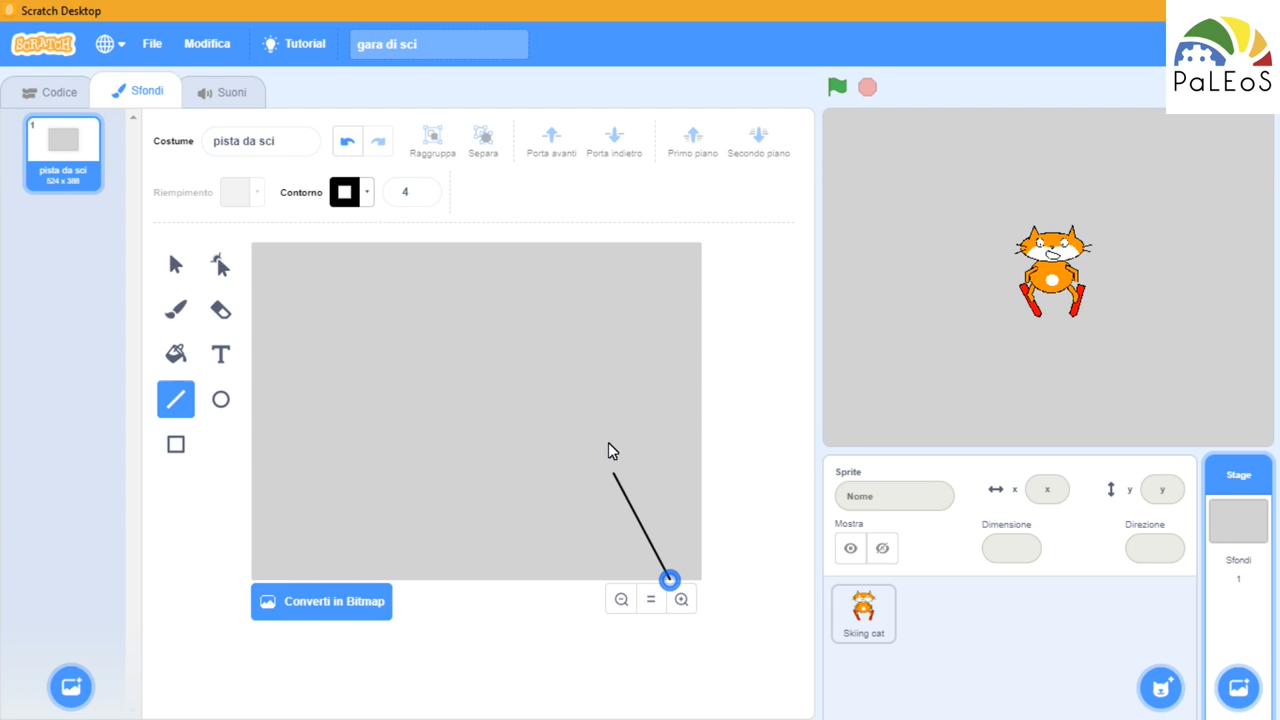 Scratch Desktop
SCRATCH
File
Modifica
Tutorial
gara di sci
PaLEoS
Codice
Sfondi
Suoni
1
pista da sci
524 x 388
Costume
pista da sci
Raggruppa
Separa
Porta avanti
Porta indietro
Primo piano
Secondo piano
Riempimento
Contorno
4
T
Converti in Bitmap
Sprite
Nome
x
x
y
y
Mostra
Dimensione
Direzione
Skiing cat
Stage
Sfondi
1